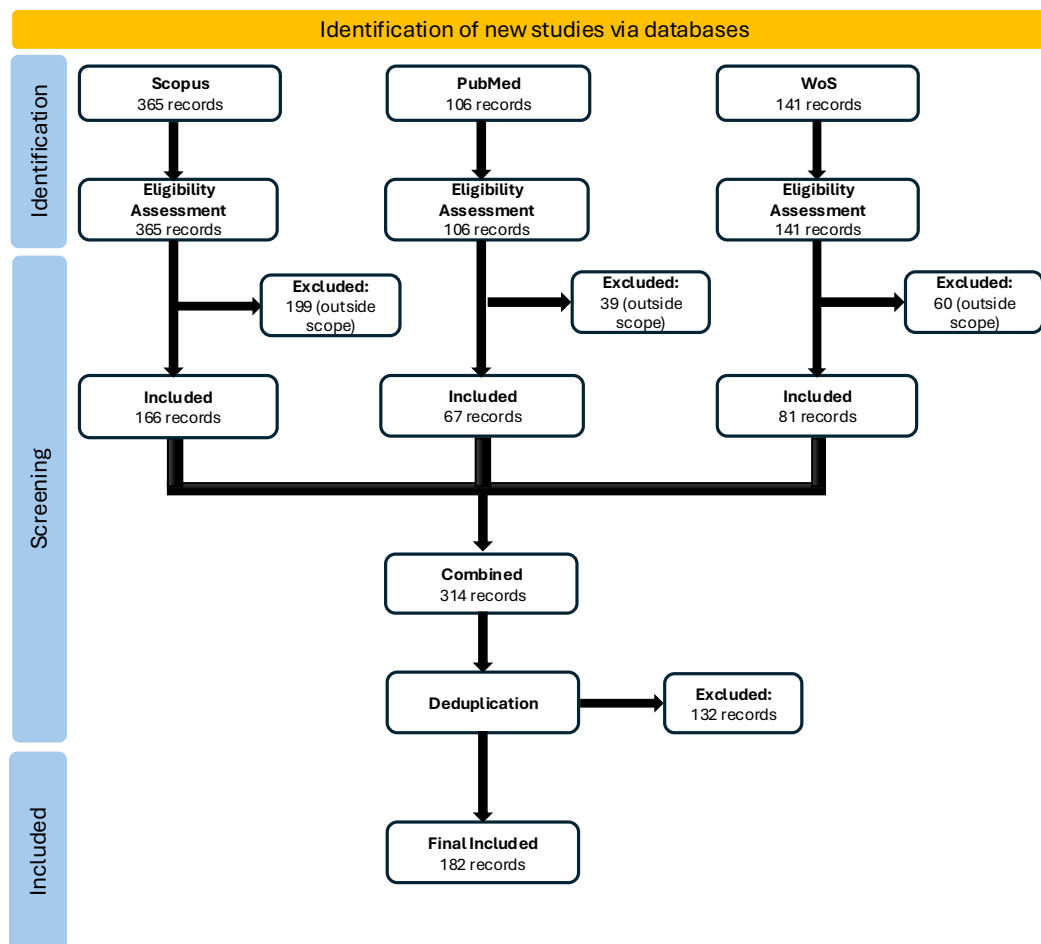 Identification of new studies via databases
Identification
Scopus
365 records
PubMed
106 records
WoS
141 records
Eligibility
Assessment
365 records
Eligibility
Assessment
106 records
Eligibility
Assessment
141 records
Screening
Excluded:
199 (outside
scope)
Excluded:
39 (outside
scope)
Excluded:
60 (outside
scope)
Included
166 records
Included
67 records
Included
81 records
Combined
314 records
Deduplication
Excluded:
132 records
Included
Final Included
182 records